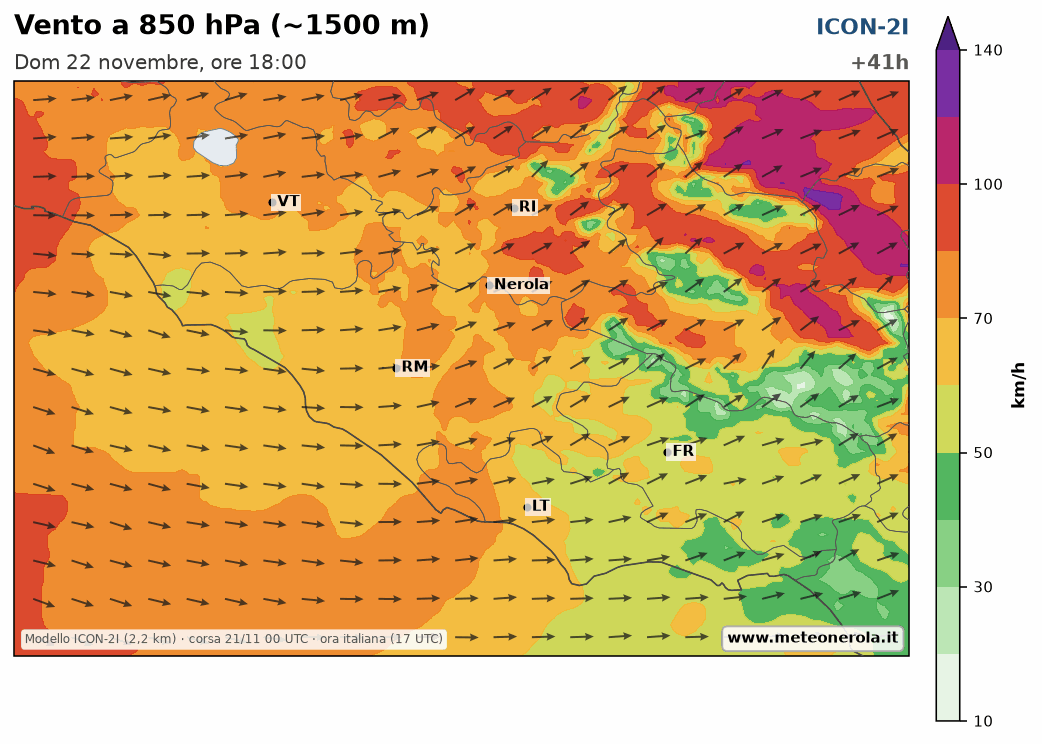 Vento a 850 hPa (~1500 m)
ICON-2I
Dom 22 novembre, ore 18:00
+41h
140
VT
RI
100
Nerola
70
RM
km/h
FR
50
LT
30
Modello ICON-2I (2,2 km) · corsa 21/11 00 UTC · ora italiana (17 UTC)
www.meteonerola.it
10